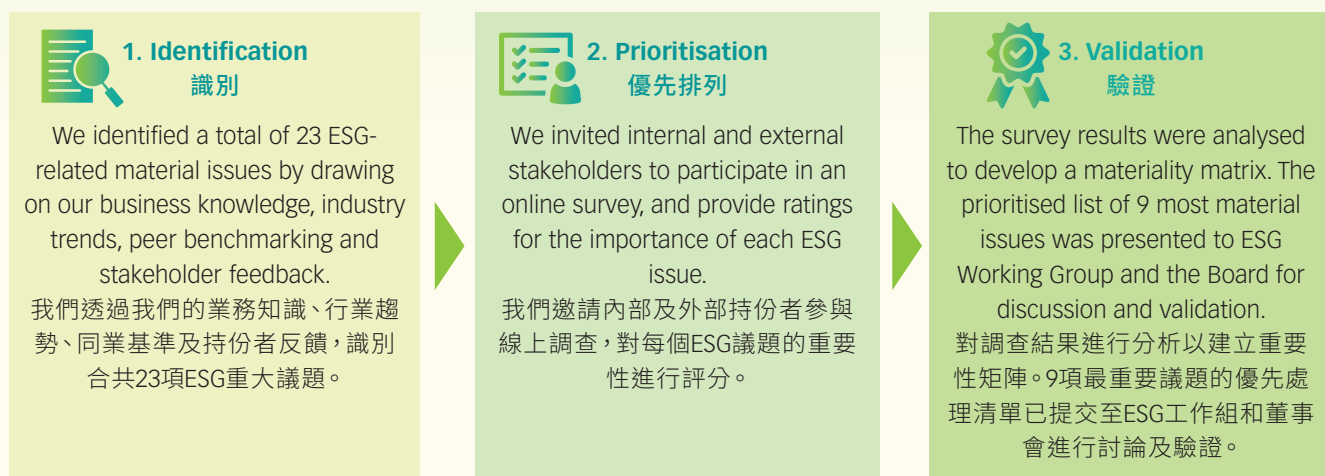 1. Identification
識別
We identified a total of 23 ESG-
related material issues by drawing
on our business knowledge, industry
trends, peer benchmarking and
stakeholder feedback.
我們透過我們的業務知識、行業趨
勢、同業基準及持份者反饋，識別
合共23項ESG重大議題。
2. Prioritisation
優先排列
We invited internal and external
stakeholders to participate in an
online survey, and provide ratings
for the importance of each ESG
issue.
我們邀請內部及外部持份者參與
線上調查，對每個ESG議題的重要
性進行評分。
3. Validation
驗證
The survey results were analysed
to develop a materiality matrix. The
prioritised list of 9 most material
issues was presented to ESG
Working Group and the Board for
discussion and validation.
對調查結果進行分析以建立重要
性矩陣。9項最重要議題的優先處
理清單已提交至ESG工作組和董事
會進行討論及驗證。